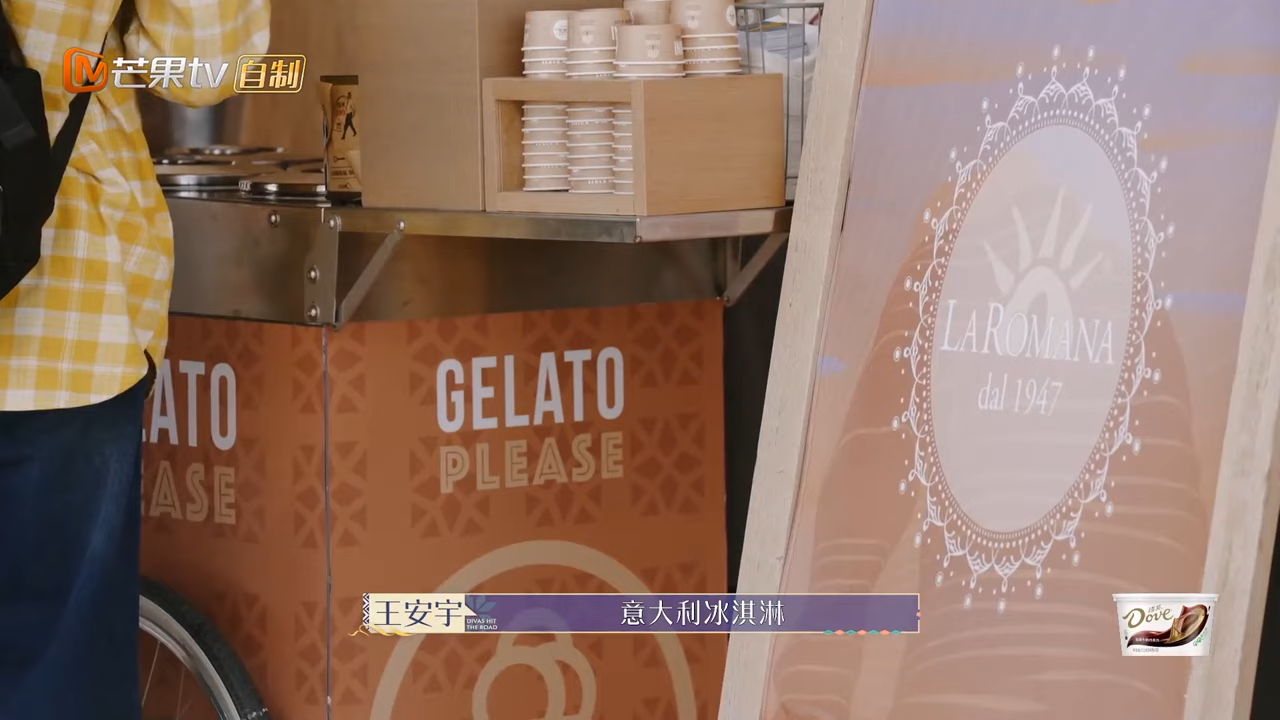 芒果tv 自制
LATO
EASE
GELATO
PLEASE
LAROMANA
dal 1947
王安宇
DIVAS HIT
THE ROAD
意大利冰淇淋
Dove